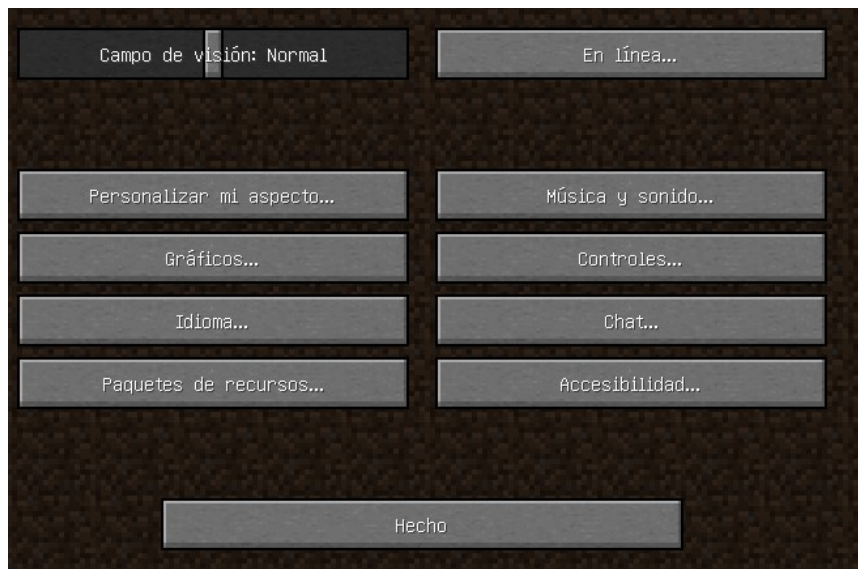 Campo de visión: Normal
En línea...
Personalizar mi aspecto...
Música y sonido...
Gráficos...
Controles...
Idioma...
Chat...
Paquetes de recursos...
Accesibilidad...
Hecho